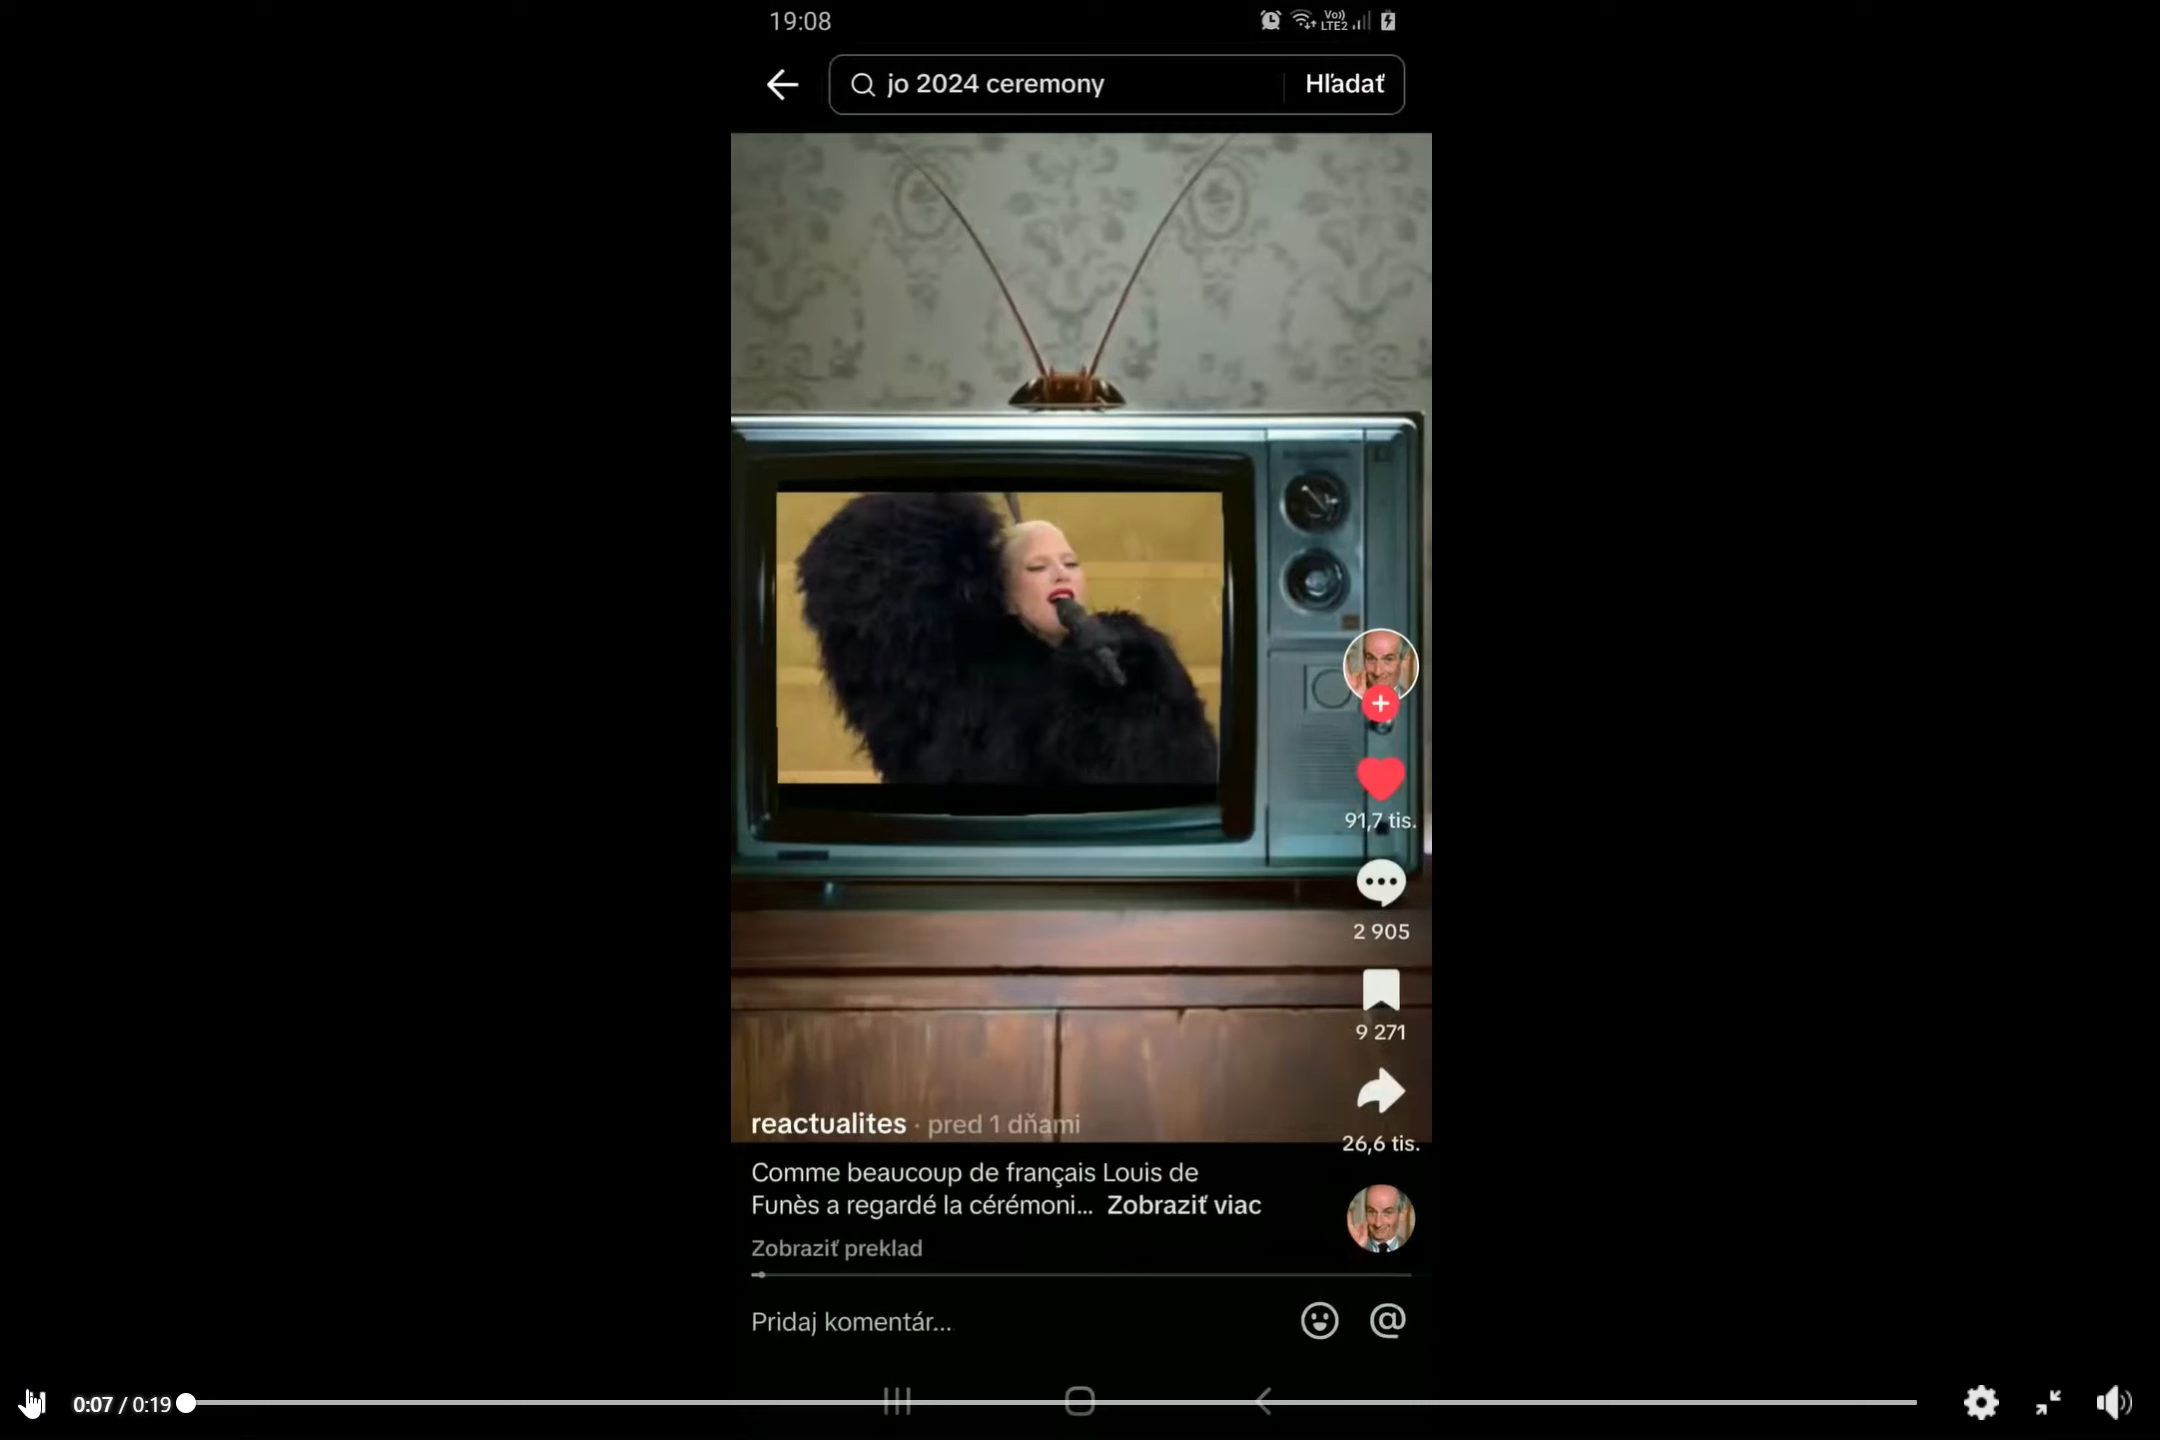 19:08
Vo))
LTE2
jo 2024 ceremony
Hľadať
91,7 tis.
2 905
9 271
26,6 tis.
reactualites · pred 1 dňami
Comme beaucoup de français Louis de
Funès a regardé la cérémoni... Zobraziť viac
Zobraziť preklad
Pridaj komentár...
0:07 / 0:19